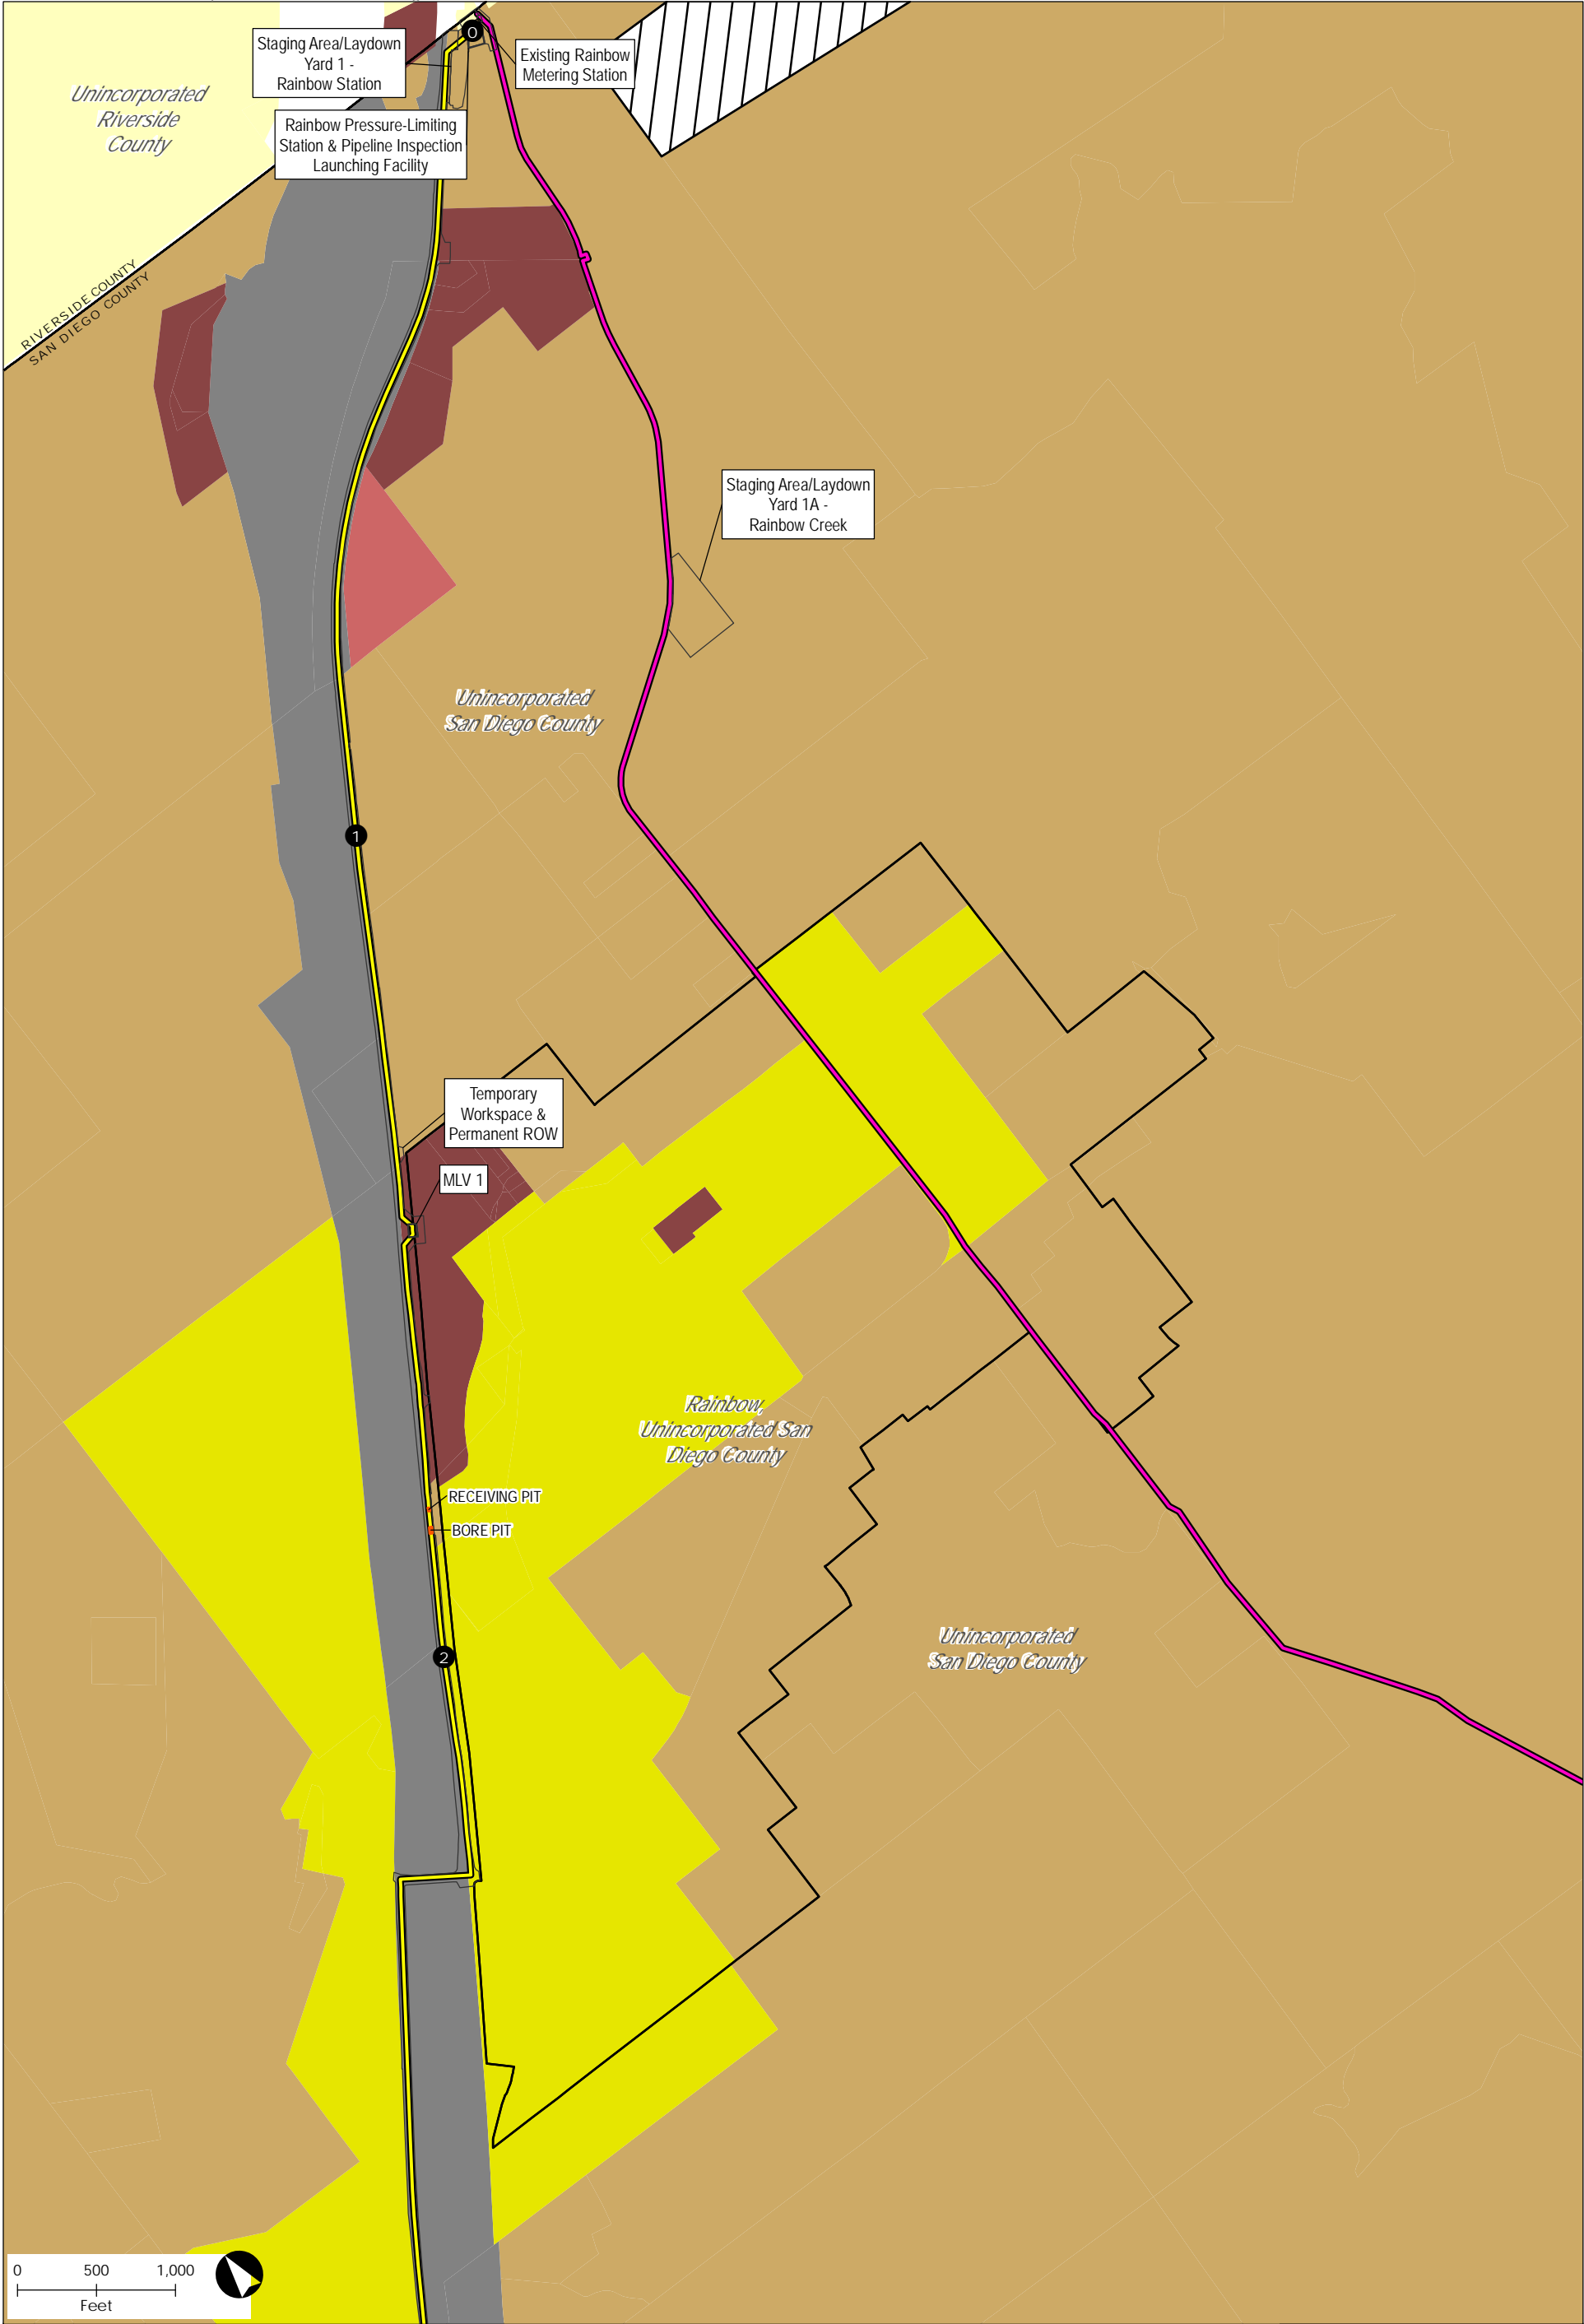 0
Staging Area/Laydown
Yard 1 -
Rainbow Station
Existing Rainbow
Metering Station
Unincorporated
Riverside
County
Rainbow Pressure-Limiting
Station & Pipeline Inspection
Launching Facility
RIVERSIDE COUNTY
SAN DIEGO COUNTY
Staging Area/Laydown
Yard 1A -
Rainbow Creek
Unincorporated
San Diego County
1
Temporary
Workspace &
Permanent ROW
MLV 1
Rainbow,
Unincorporated San
Diego County
RECEIVING PIT
BORE PIT
Unincorporated
San Diego County
2
0 500 1,000
Feet